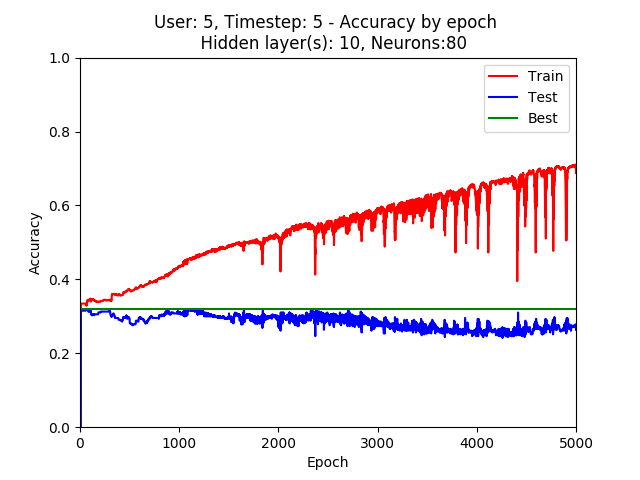 User: 5, Timestep: 5 - Accuracy by epoch
Hidden layer(s): 10, Neurons:80
1.0
0.8
0.6
0.4
0.2
0.0
Accuracy
Train
Test
Best
0
1000
2000
3000
4000
5000
Epoch